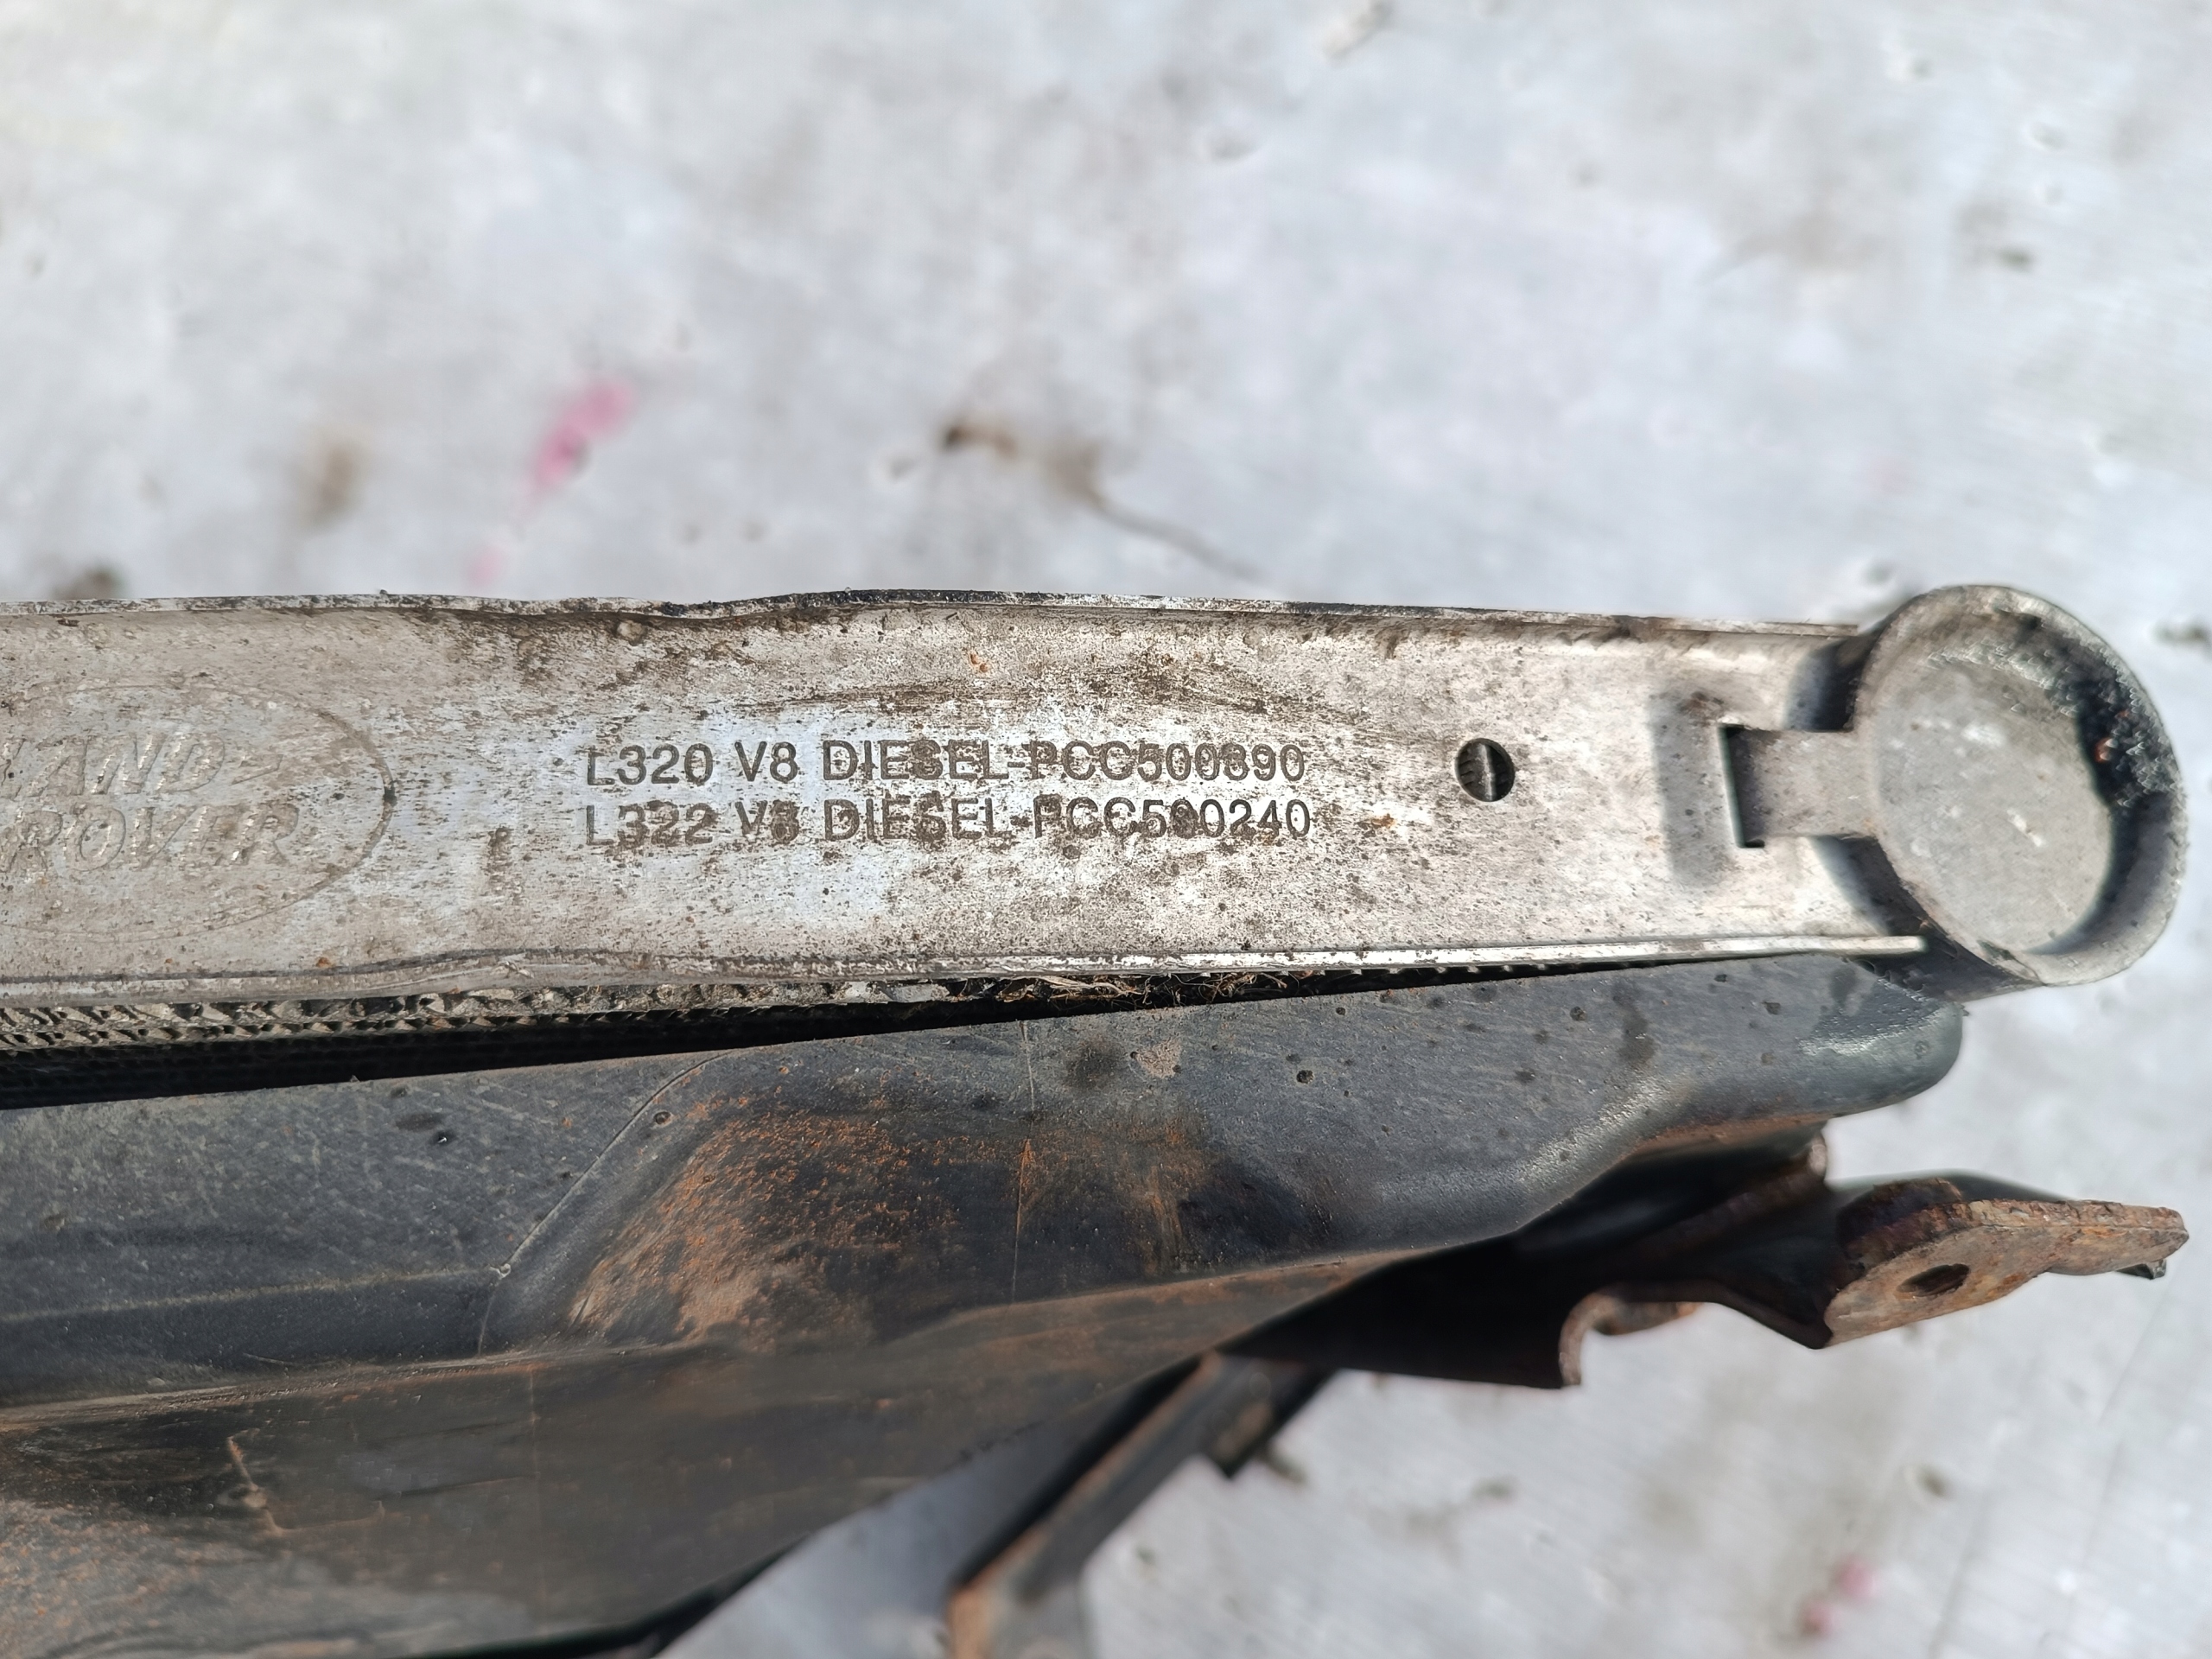 LAND-
ROVER
L320 V8 DIESEL-PCC500890
L322 V8 DIESEL-PCC500240